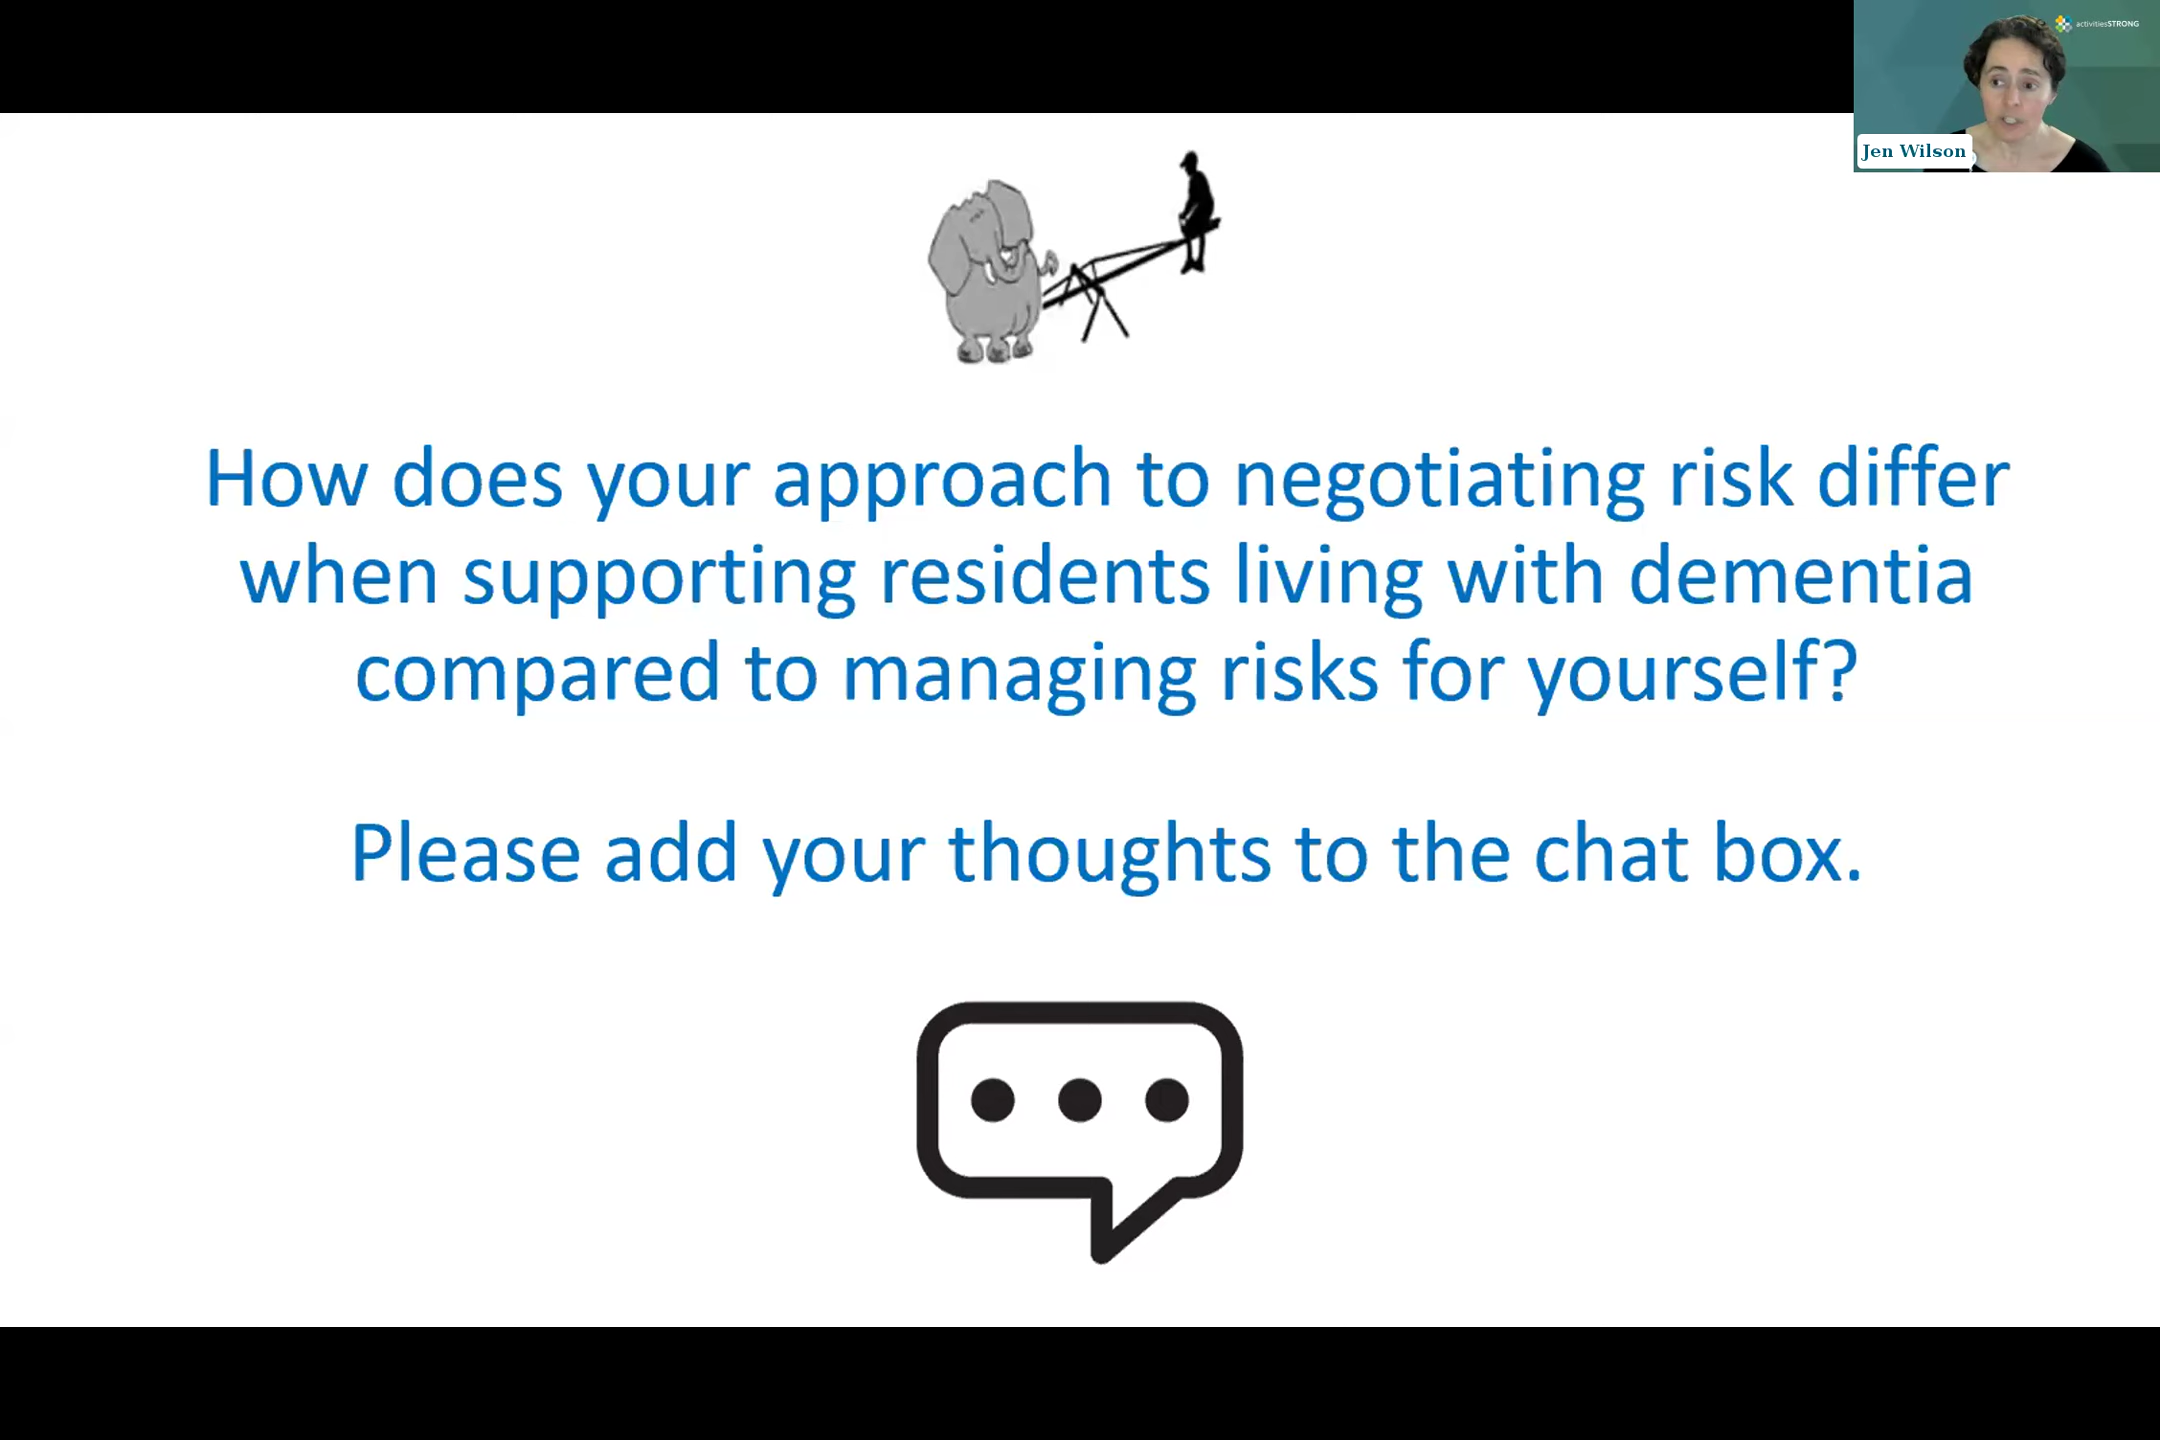 activitiesSTRONG
Jen Wilson
How does your approach to negotiating risk differ
when supporting residents living with dementia
compared to managing risks for yourself?
Please add your thoughts to the chat box.